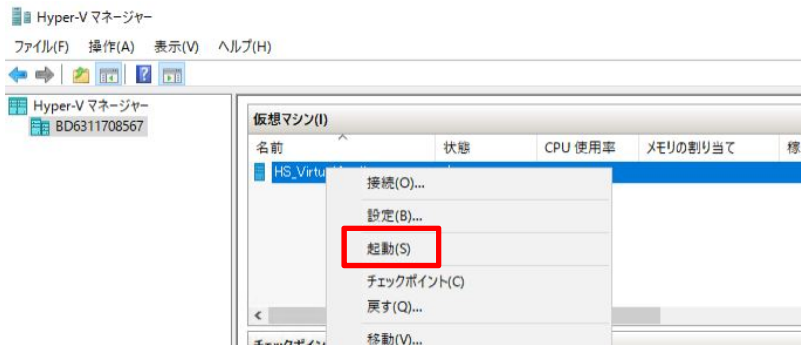 Hyper-V マネージャー
ファイル(F) 操作(A) 表示(V) ヘルプ(H)
Hyper-V マネージャー
BD6311708567
仮想マシン(I)
名前 状態 CPU 使用率 メモリの割り当て 稼
HS_Virtu
接続(O)...
設定(B)...
起動(S)
チェックポイント(C)
戻す(Q)...
移動(V)...